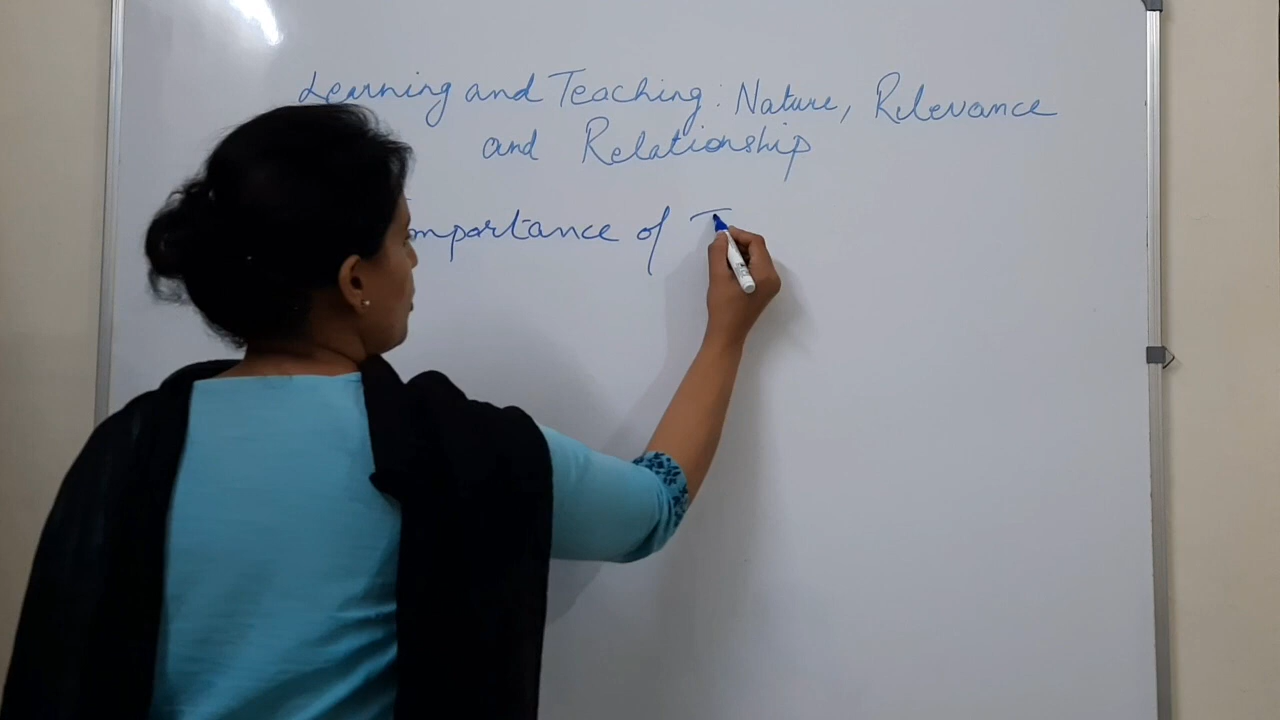 Learning and Teaching: Nature, Relevance
and Relationship
Importance of T